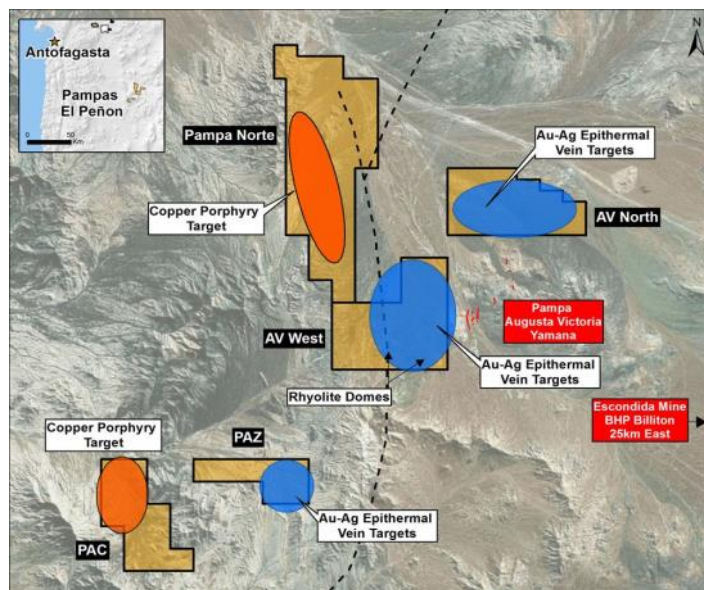 Antofagasta
Pampas
El Peñon
0
50
Km
N
Pampa Norte
Copper Porphyry
Target
Au-Ag Epithermal
Vein Targets
AV North
AV West
Pampa
Augusta Victoria
Yamana
Au-Ag Epithermal
Vein Targets
Rhyolite Domes
Escondida Mine
BHP Billiton
25km East
Copper Porphyry
Target
PAZ
Au-Ag Epithermal
Vein Targets
PAC